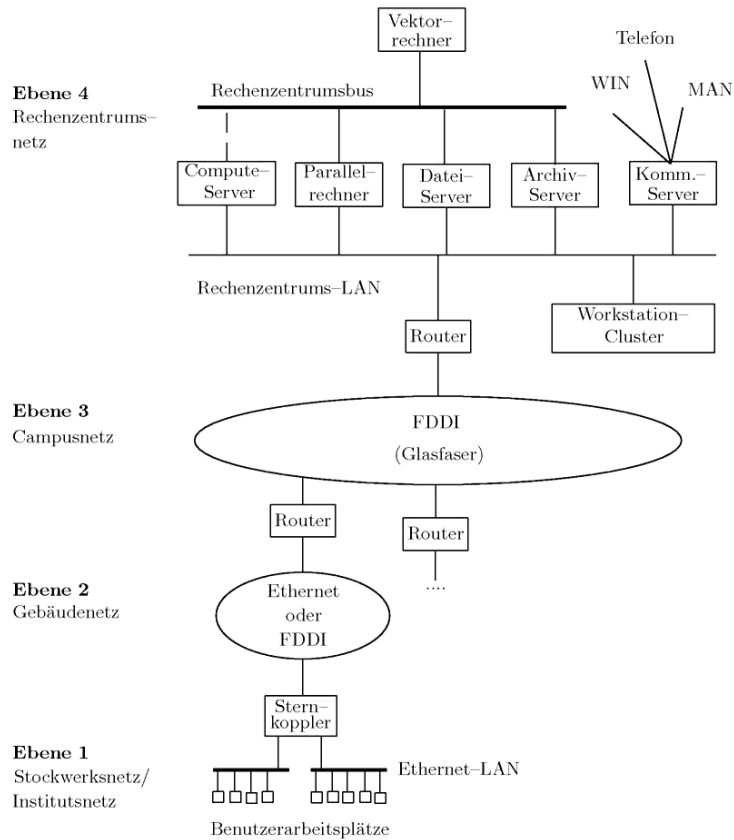 Vektor–
rechner
Telefon
WIN
MAN
Ebene 4
Rechenzentrums–
netz
Rechenzentrumsbus
Compute–
Server
Parallel–
rechner
Datei–
Server
Archiv–
Server
Komm.–
Server
Rechenzentrums–LAN
Workstation–
Cluster
Router
Ebene 3
Campusnetz
FDDI
(Glasfaser)
Router
Router
....
Ebene 2
Gebäudenetz
Ethernet
oder
FDDI
Stern–
koppler
Ebene 1
Stockwerksnetz/
Institutsnetz
Ethernet–LAN
Benutzerarbeitsplätze